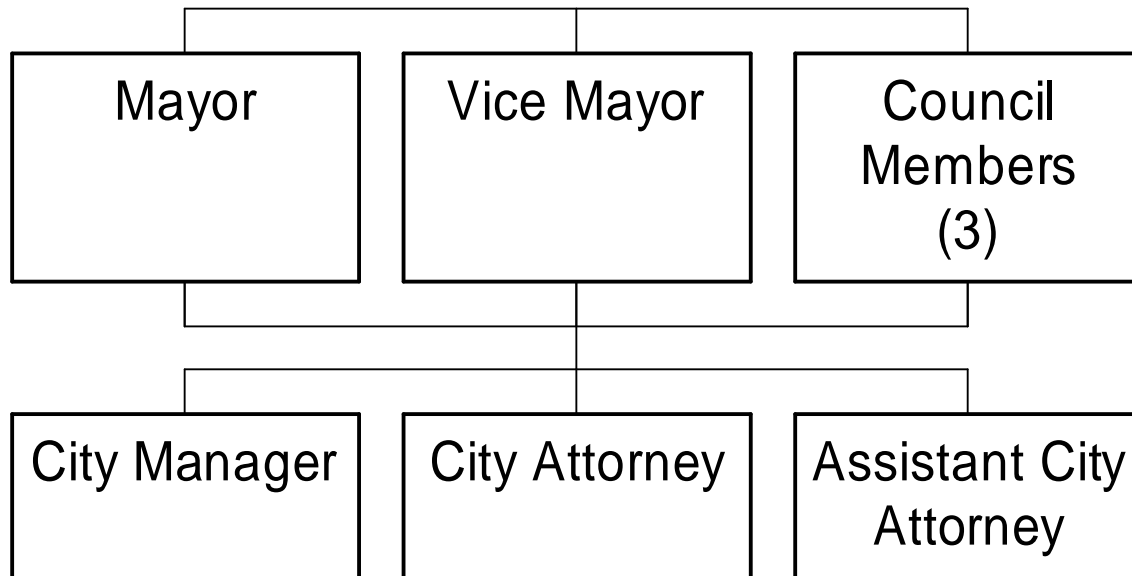 Mayor
Vice Mayor
Council
Members
(3)
City Manager
City Attorney
Assistant City
Attorney